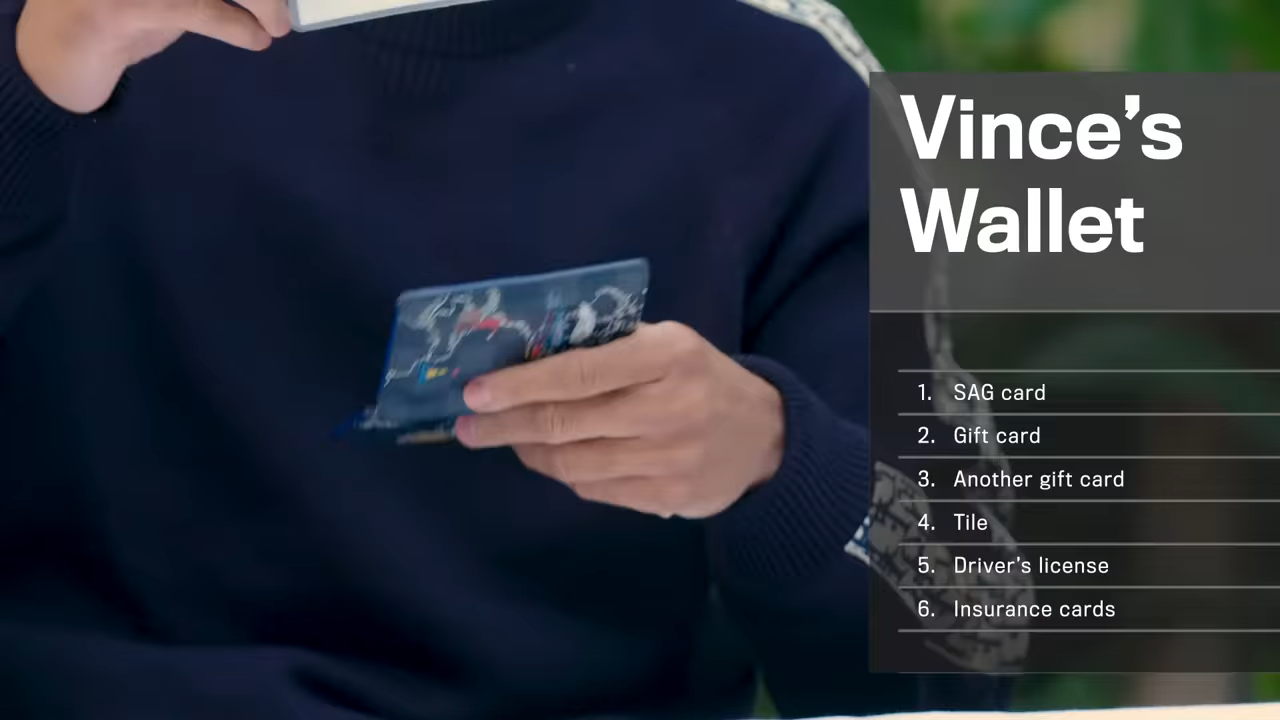 Vince’s
Wallet
1. SAG card
2. Gift card
3. Another gift card
4. Tile
5. Driver’s license
6. Insurance cards